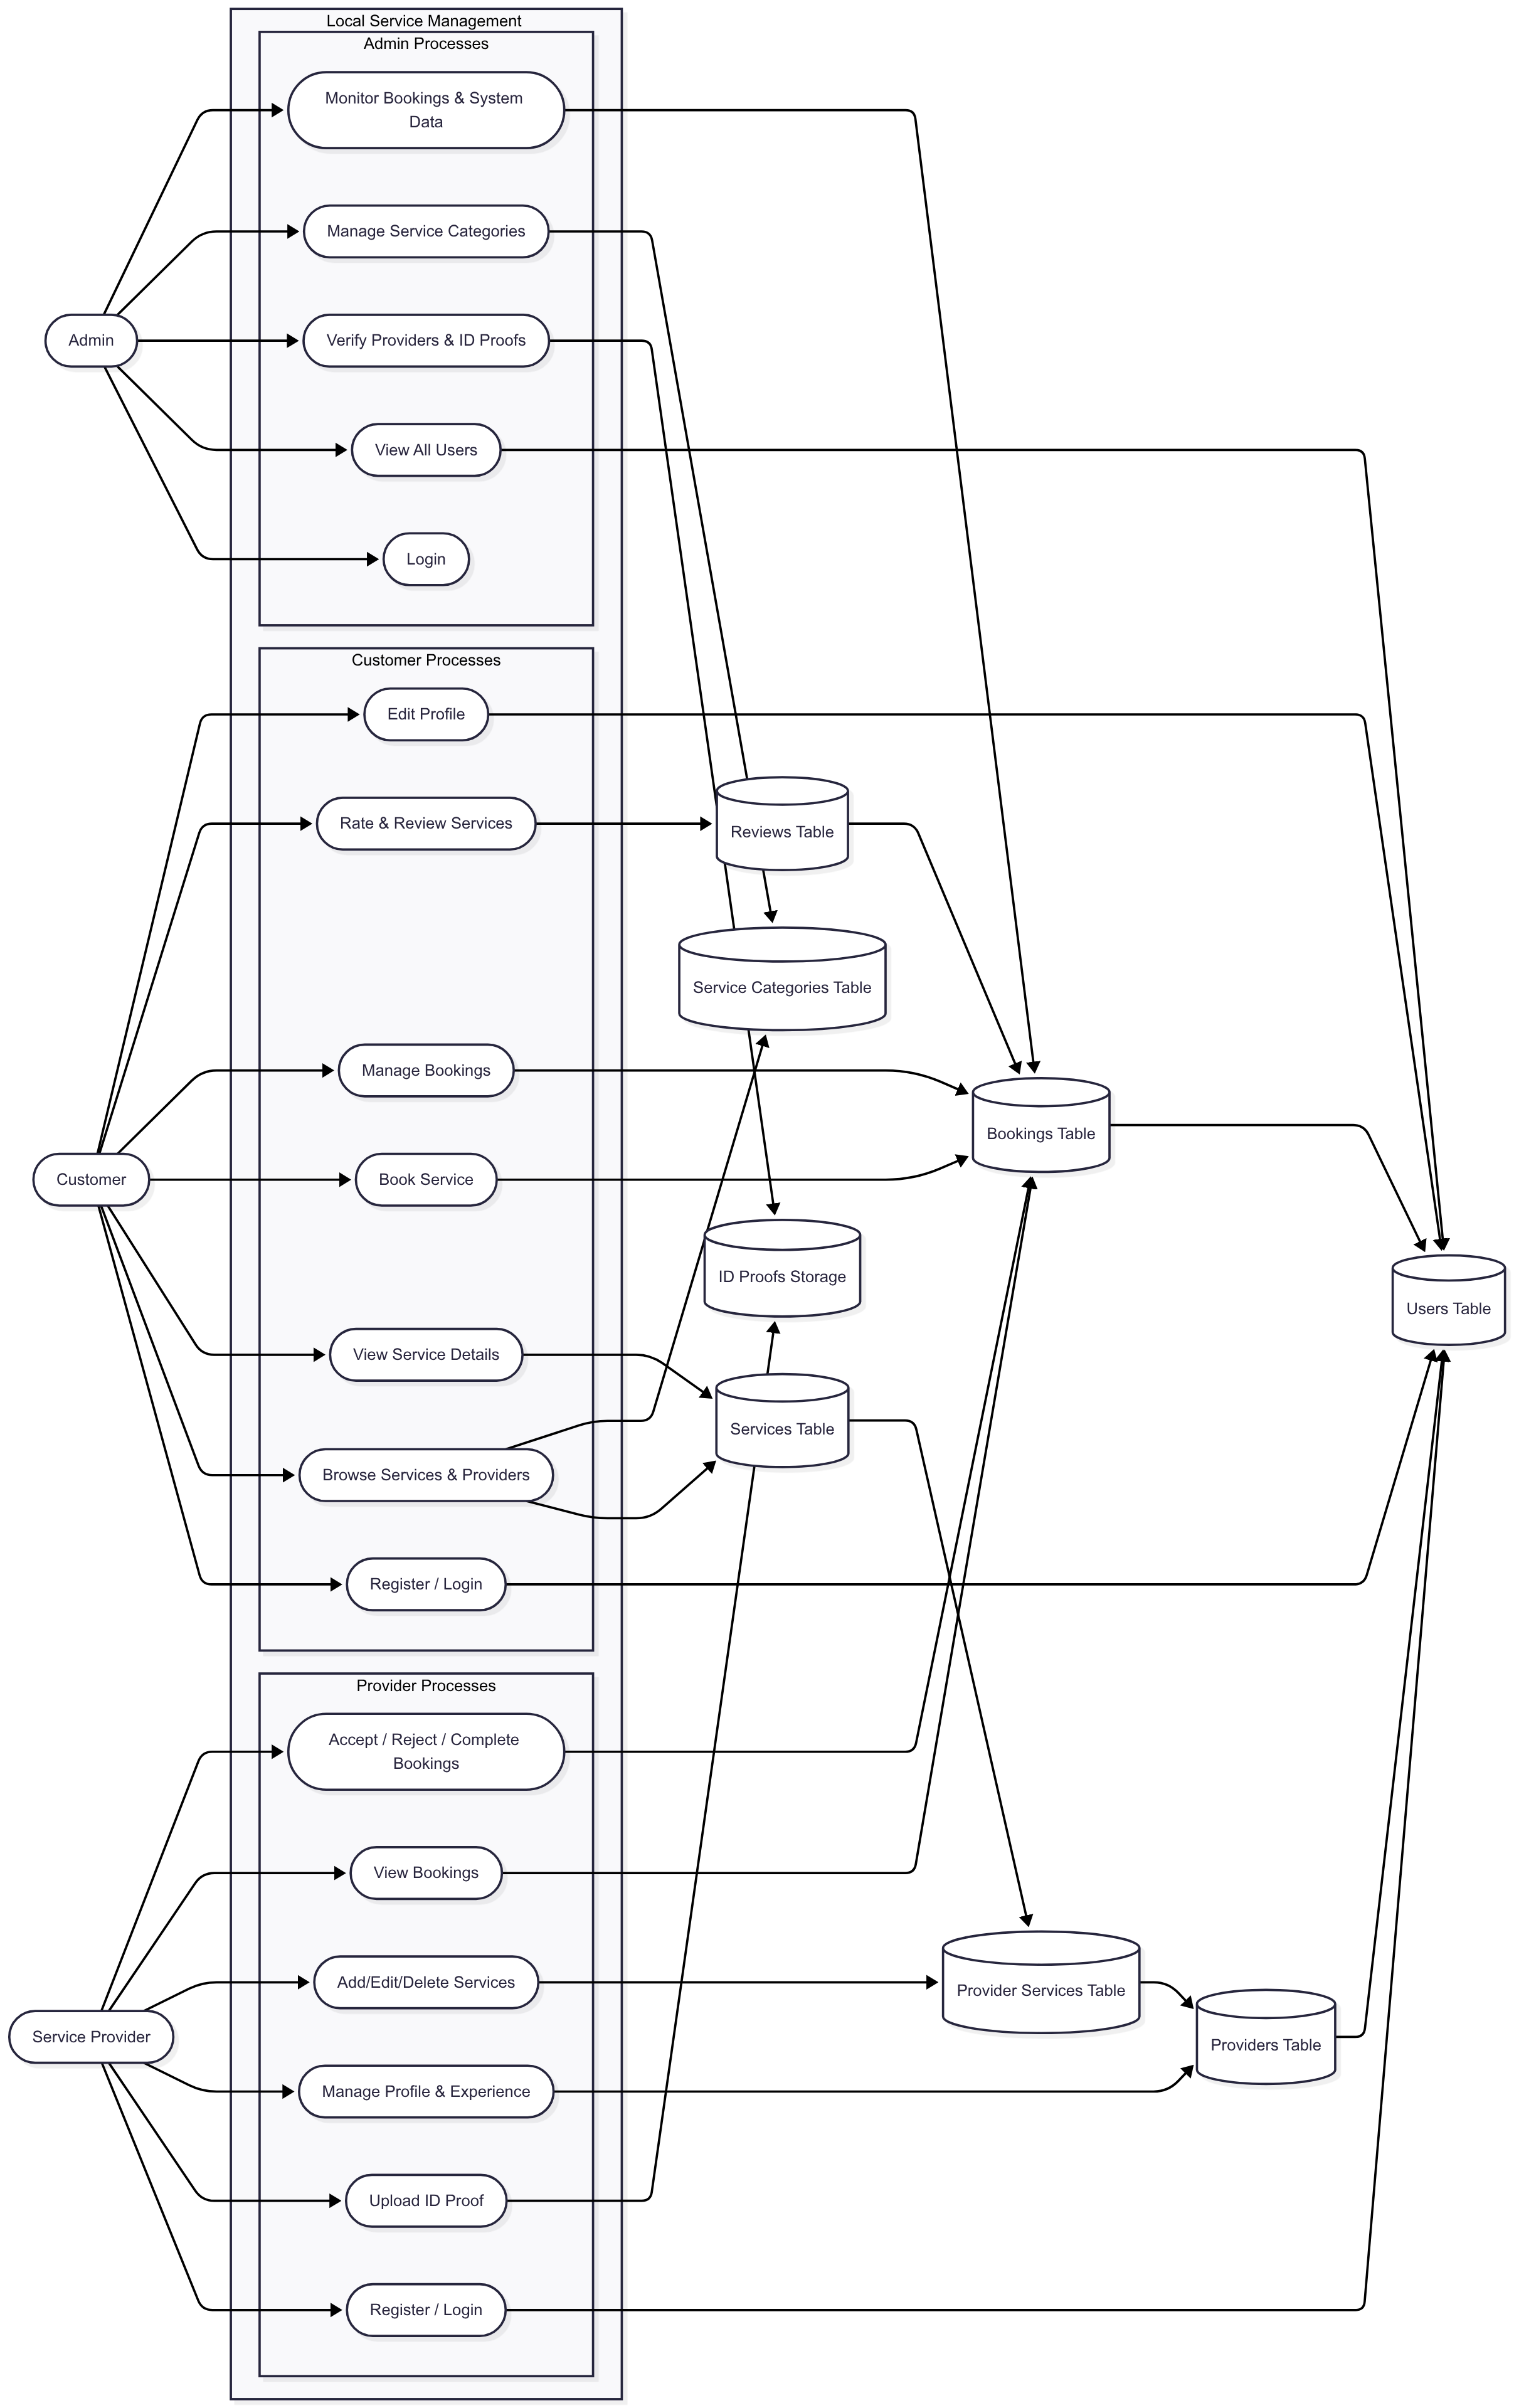 Local Service Management
Admin Processes
Monitor Bookings & System
Data
Manage Service Categories
Admin
Verify Providers & ID Proofs
View All Users
Login
Customer Processes
Edit Profile
Rate & Review Services
Reviews Table
Service Categories Table
Manage Bookings
Bookings Table
Customer
Book Service
ID Proofs Storage
Users Table
View Service Details
Services Table
Browse Services & Providers
Register / Login
Provider Processes
Accept / Reject / Complete
Bookings
View Bookings
Add/Edit/Delete Services
Provider Services Table
Service Provider
Providers Table
Manage Profile & Experience
Upload ID Proof
Register / Login